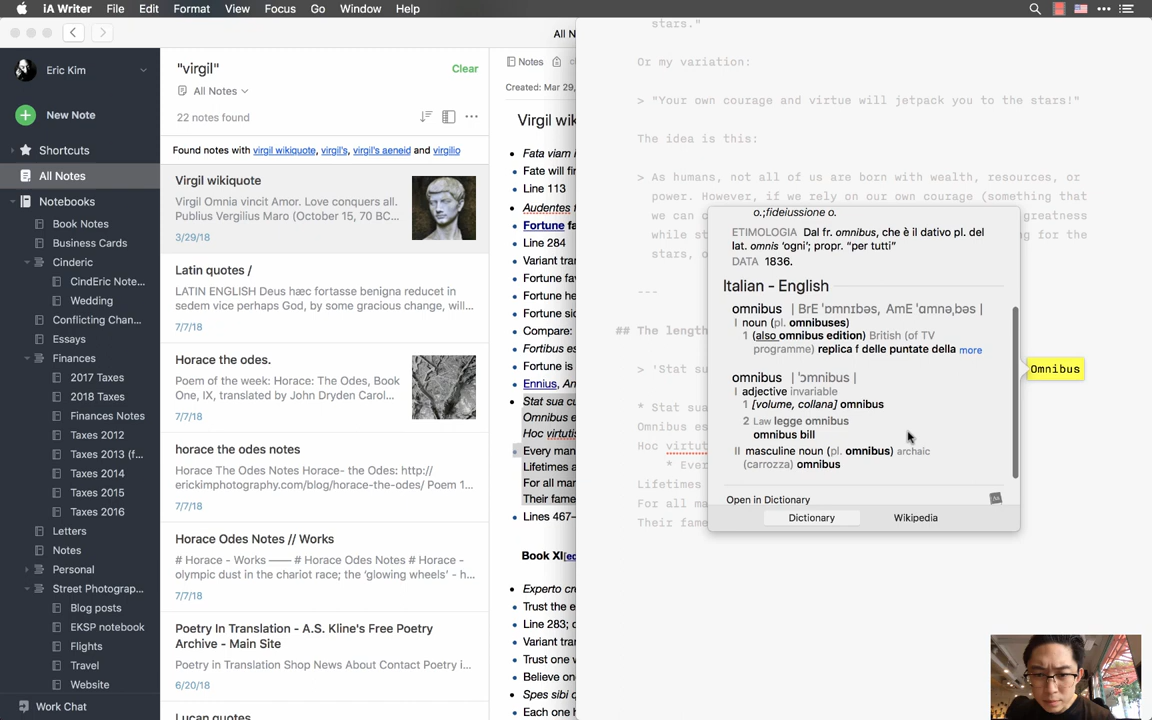 iA Writer File Edit Format View Focus Go Window Help
All N
Eric Kim
New Note
Shortcuts
All Notes
Notebooks
Book Notes
Business Cards
Cinderic
CindEric Note...
Wedding
Conflicting Chan...
Essays
Finances
2017 Taxes
2018 Taxes
Finances Notes
Taxes 2012
Taxes 2013 (f...
Taxes 2014
Taxes 2015
Taxes 2016
Letters
Notes
Personal
Street Photograp...
Blog posts
EKSP notebook
Flights
Travel
Website
Work Chat
"virgil"
Clear
All Notes
22 notes found
Found notes with virgil wikiquote, virgil's, virgil's aeneid and virgilio
Virgil wikiquote
Virgil Omnia vincit Amor. Love conquers all.
Publius Vergilius Maro (October 15, 70 BC...
3/29/18
Latin quotes /
LATIN ENGLISH Deus hæc fortasse benigna reducet in
sedem vice perhaps God, by some gracious change, will...
7/7/18
Horace the odes.
Poem of the week: Horace: The Odes, Book
One, IX, translated by John Dryden Carol...
7/7/18
horace the odes notes
Horace The Odes Notes Horace- the Odes: http://
erickimphotography.com/blog/horace-the-odes/ Poem 1...
7/7/18
Horace Odes Notes // Works
# Horace - Works —— # Horace Odes Notes # Horace -
olympic dust in the chariot race; the 'glowing wheels' - h...
7/7/18
Poetry In Translation - A.S. Kline's Free Poetry
Archive - Main Site
Poetry in Translation Shop News About Contact Poetry i...
6/20/18
Lucan quotes
Notes
Created: Mar 29,
Virgil wik
Fata viam i
Fate will fir
Line 113
Audentes f
Fortune fa
Line 284
Variant trar
Fortune fav
Fortune he
Fortune sid
Compare:
Fortibus es
Fortune is
Ennius, An
Stat sua cu
Omnibus e
Hoc virtutis
Every man
Lifetimes a
For all mar
Their fame
Lines 467–
Book XI[ed
Experto cre
Trust the e
Line 283; c
Variant trar
Trust one w
Believe on
Spes sibi q
Each one h
stars."
Or my variation:
> "Your own courage and virtue will jetpack you to the stars!"
The idea is this:
> As humans, not all of us are born with wealth, resources, or
power. However, if we rely on our own courage (something that
we can c
greatness
while st
ng for the
stars, o
---
## The length
> 'Stat su
* Stat sua
Omnibus es
Hoc virtut
* Ever
Lifetimes
For all ma
Their fame
o.;fideiussione o.
ETIMOLOGIA Dal fr. omnibus, che è il dativo pl. del
lat. omnis 'ogni'; propr. “per tutti”
DATA 1836.
Italian - English
omnibus | BrE ˈɒmnɪbəs, AmE ˈɑmnəˌbəs |
I noun (pl. omnibuses)
1 (also omnibus edition) British (of TV
programme) replica f delle puntate della more
omnibus | ˈɔmnibus |
I adjective invariable
1 [volume, collana] omnibus
2 Law legge omnibus
omnibus bill
II masculine noun (pl. omnibus) archaic
(carrozza) omnibus
Open in Dictionary
Dictionary Wikipedia
Omnibus